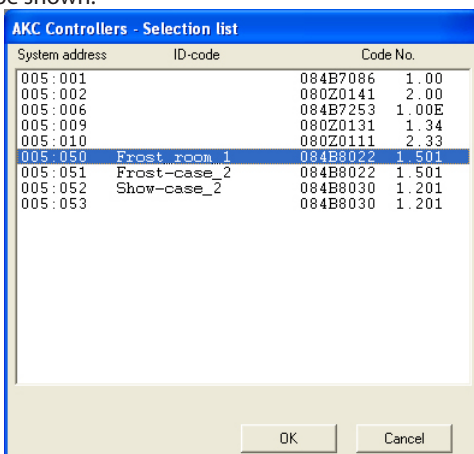 be shown.
AKC Controllers - Selection list
System address ID-code Code No.
005:001 084B7086 1.00
005:002 080Z0141 2.00
005:006 084B7253 1.00E
005:009 080Z0131 1.34
005:010 080Z0111 2.33
005:050 Frost_room_1 084B8022 1.501
005:051 Frost-case_2 084B8022 1.501
005:052 Show-case_2 084B8030 1.201
005:053 084B8030 1.201
OK Cancel